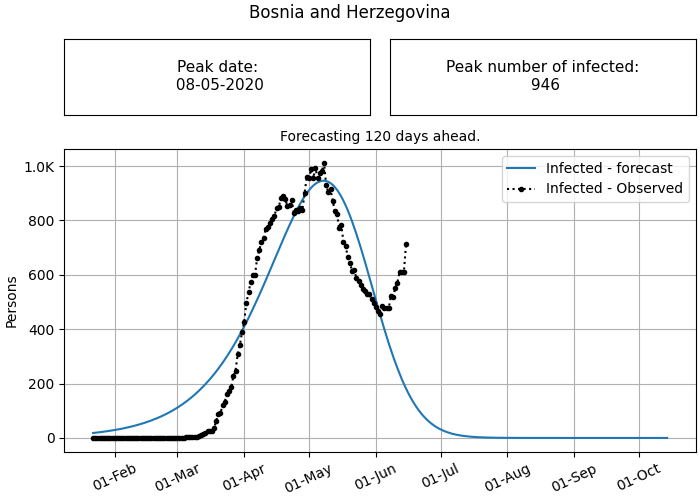 Bosnia and Herzegovina
Peak date:
08-05-2020
Peak number of infected:
946
Forecasting 120 days ahead.
Infected - forecast
Infected - Observed
Persons
1.0K
800
600
400
200
0
01-Feb
01-Mar
01-Apr
01-May
01-Jun
01-Jul
01-Aug
01-Sep
01-Oct